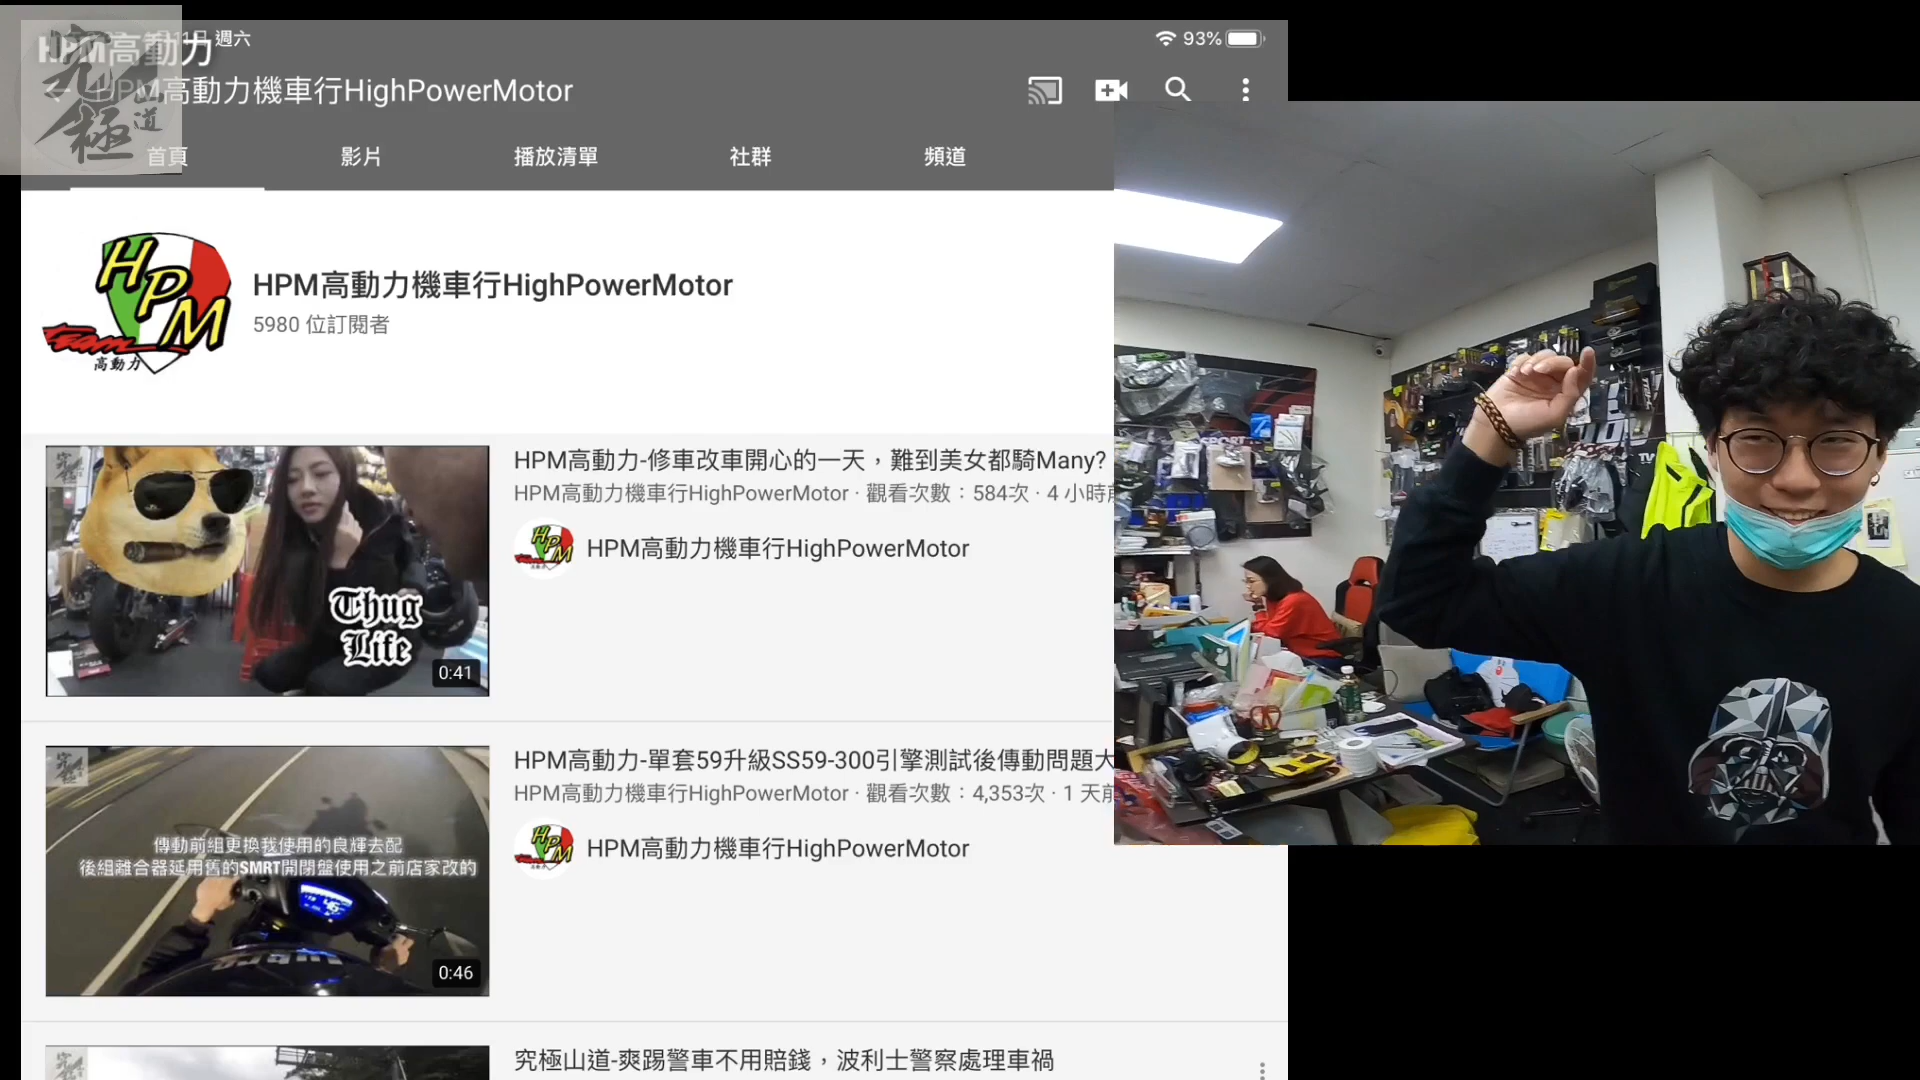 HPM高動力
週六
93%
HPM高動力機車行HighPowerMotor
究極
山道
首頁
影片
播放清單
社群
頻道
HPM
Team
高動力
HPM高動力機車行HighPowerMotor
5980 位訂閱者
Thug
Life
0:41
HPM高動力-修車改車開心的一天,難到美女都騎Many?
HPM高動力機車行HighPowerMotor · 觀看次數:584次 · 4 小時前
HPM高動力機車行HighPowerMotor
傳動前組更換我使用的良輝去配
後組離合器延用舊的SMRT開閉盤使用之前店家改的
0:46
HPM高動力-單套59升級SS59-300引擎測試後傳動問題大
HPM高動力機車行HighPowerMotor · 觀看次數:4,353次 · 1 天前
HPM高動力機車行HighPowerMotor
究極山道-爽踢警車不用賠錢,波利士警察處理車禍